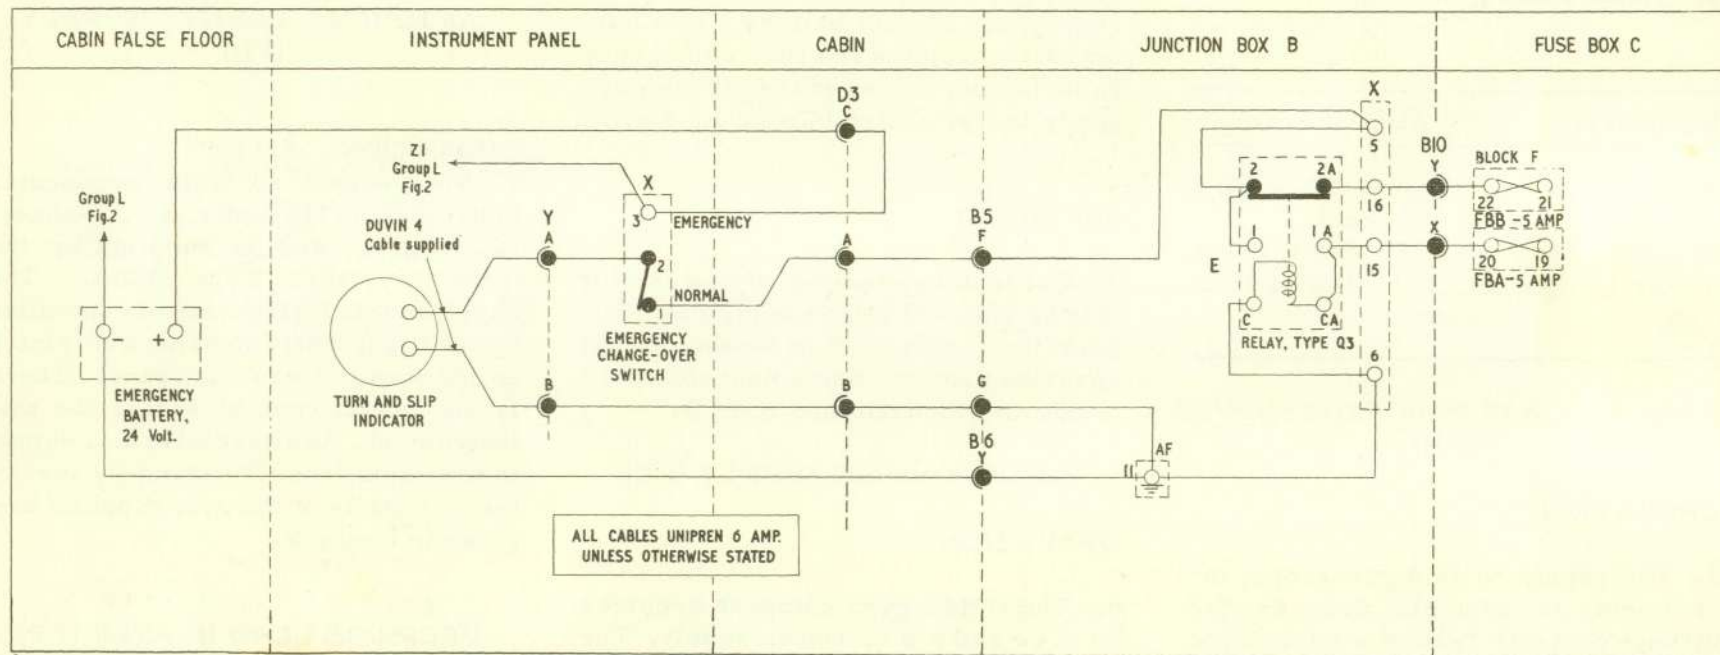 CABIN FALSE FLOOR
INSTRUMENT PANEL
CABIN
JUNCTION BOX B
FUSE BOX C
Group L
Fig.2
-
+
EMERGENCY
BATTERY,
24 Volt.
Z1
Group L
Fig.2
DUVIN 4
Cable supplied
TURN AND SLIP
INDICATOR
Y
A
B
X
3
EMERGENCY
2
NORMAL
1
EMERGENCY
CHANGE-OVER
SWITCH
D3
C
A
B
B5
F
G
B6
Y
ALL CABLES UNIPREN 6 AMP.
UNLESS OTHERWISE STATED
AF
11
E
2
2A
1
1A
C
CA
RELAY, TYPE Q3
X
5
16
15
6
B10
Y
X
BLOCK F
22 21
FBB -5 AMP
20 19
FBA-5 AMP